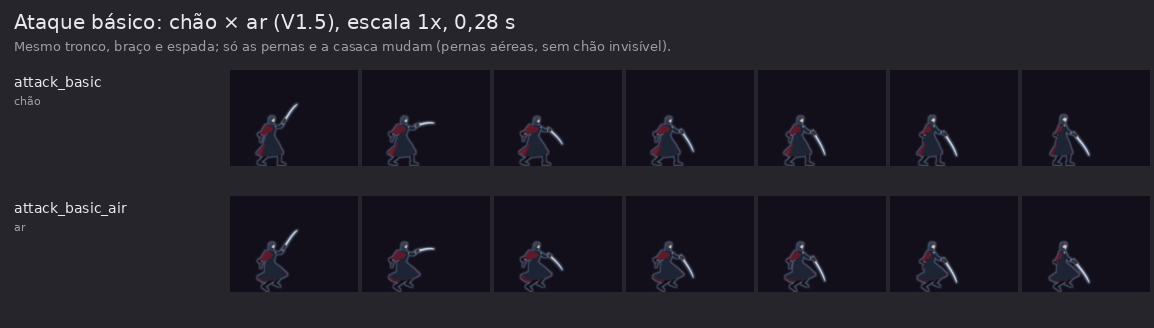 Ataque básico: chão × ar (V1.5), escala 1x, 0,28 s
Mesmo tronco, braço e espada; só as pernas e a casaca mudam (pernas aéreas, sem chão invisível).
attack_basic
chão
attack_basic_air
ar